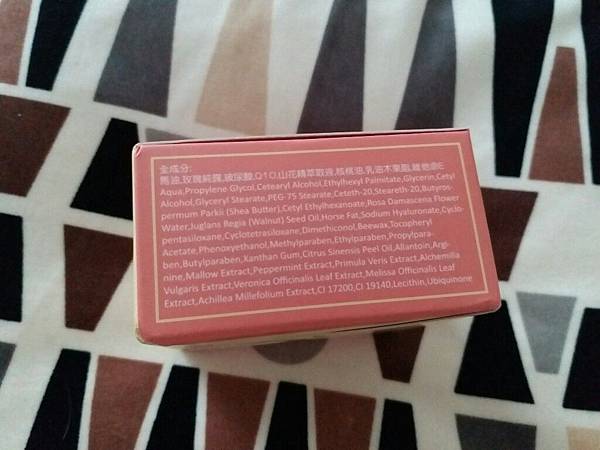 全成分:
馬油,玫瑰純露,玻尿酸,Q10,山花精萃取液,核桃油,乳油木果脂,維他命E
Aqua,Propylene Glycol,Cetearyl Alcohol,Ethylhexyl Palmitate,Glycerin,Cetyl
Alcohol,Glyceryl Stearate,PEG-75 Stearate,Ceteth-20,Steareth-20,Butyros-
permum Parkii (Shea Butter),Cetyl Ethylhexanoate,Rosa Damascena Flower
Water,Juglans Regia (Walnut) Seed Oil,Horse Fat,Sodium Hyaluronate,Cyclo-
pentasiloxane,Cyclotetrasiloxane,Dimethiconol,Beewax,Tocopheryl
Acetate,Phenoxyethanol,Methylparaben,Ethylparaben,Propylpara-
ben,Butylparaben,Xanthan Gum,Citrus Sinensis Peel Oil,Allantoin,Argi-
nine,Mallow Extract,Peppermint Extract,Primula Veris Extract,Alchemilla
Vulgaris Extract,Veronica Officinalis Leaf Extract,Melissa Officinalis Leaf
Extract,Achillea Millefolium Extract,CI 17200,CI 19140,Lecithin,Ubiquinone